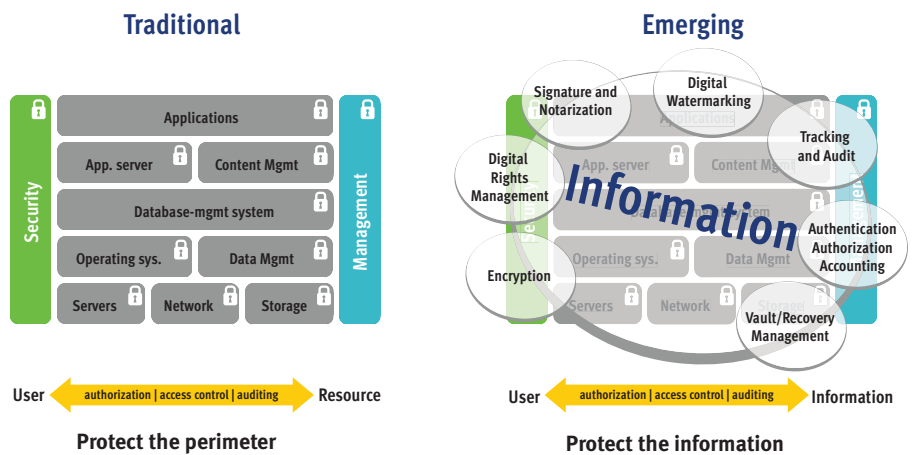 Traditional
Security
Applications
App. server
Content Mgmt
Database-mgmt system
Operating sys.
Data Mgmt
Servers
Network
Storage
Management
User
authorization | access control | auditing
Resource
Protect the perimeter
Emerging
Signature and
Notarization
Digital
Watermarking
Tracking
and Audit
Digital
Rights
Management
Information
Authentication
Authorization
Accounting
Encryption
Vault/Recovery
Management
Security
Applications
App. server
Content Mgmt
Operating sys.
Data Mgmt
Servers
Network
Storage
User
authorization | access control | auditing
Information
Protect the information